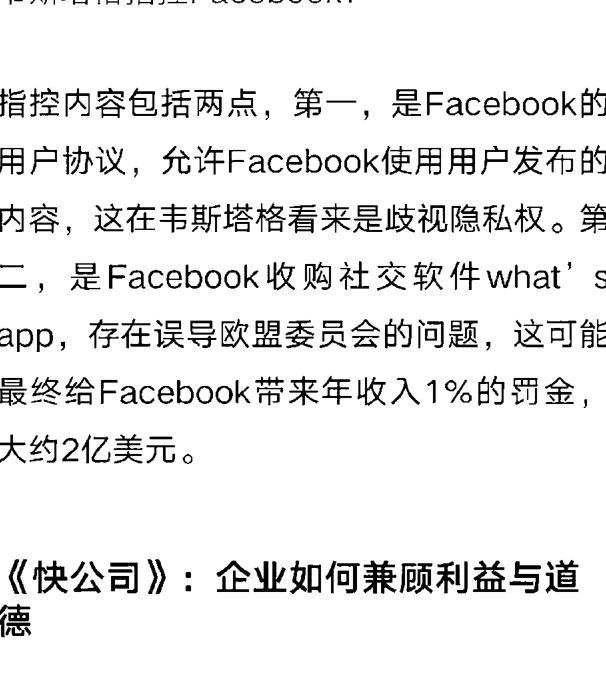 指控内容包括两点，第一，是Facebook的
用户协议，允许Facebook使用用户发布的
内容，这在韦斯塔格看来是歧视隐私权。第
二，是Facebook收购社交软件what’s
app，存在误导欧盟委员会的问题，这可能
最终给Facebook带来年收入1%的罚金，
大约2亿美元。
《快公司》：企业如何兼顾利益与道
德